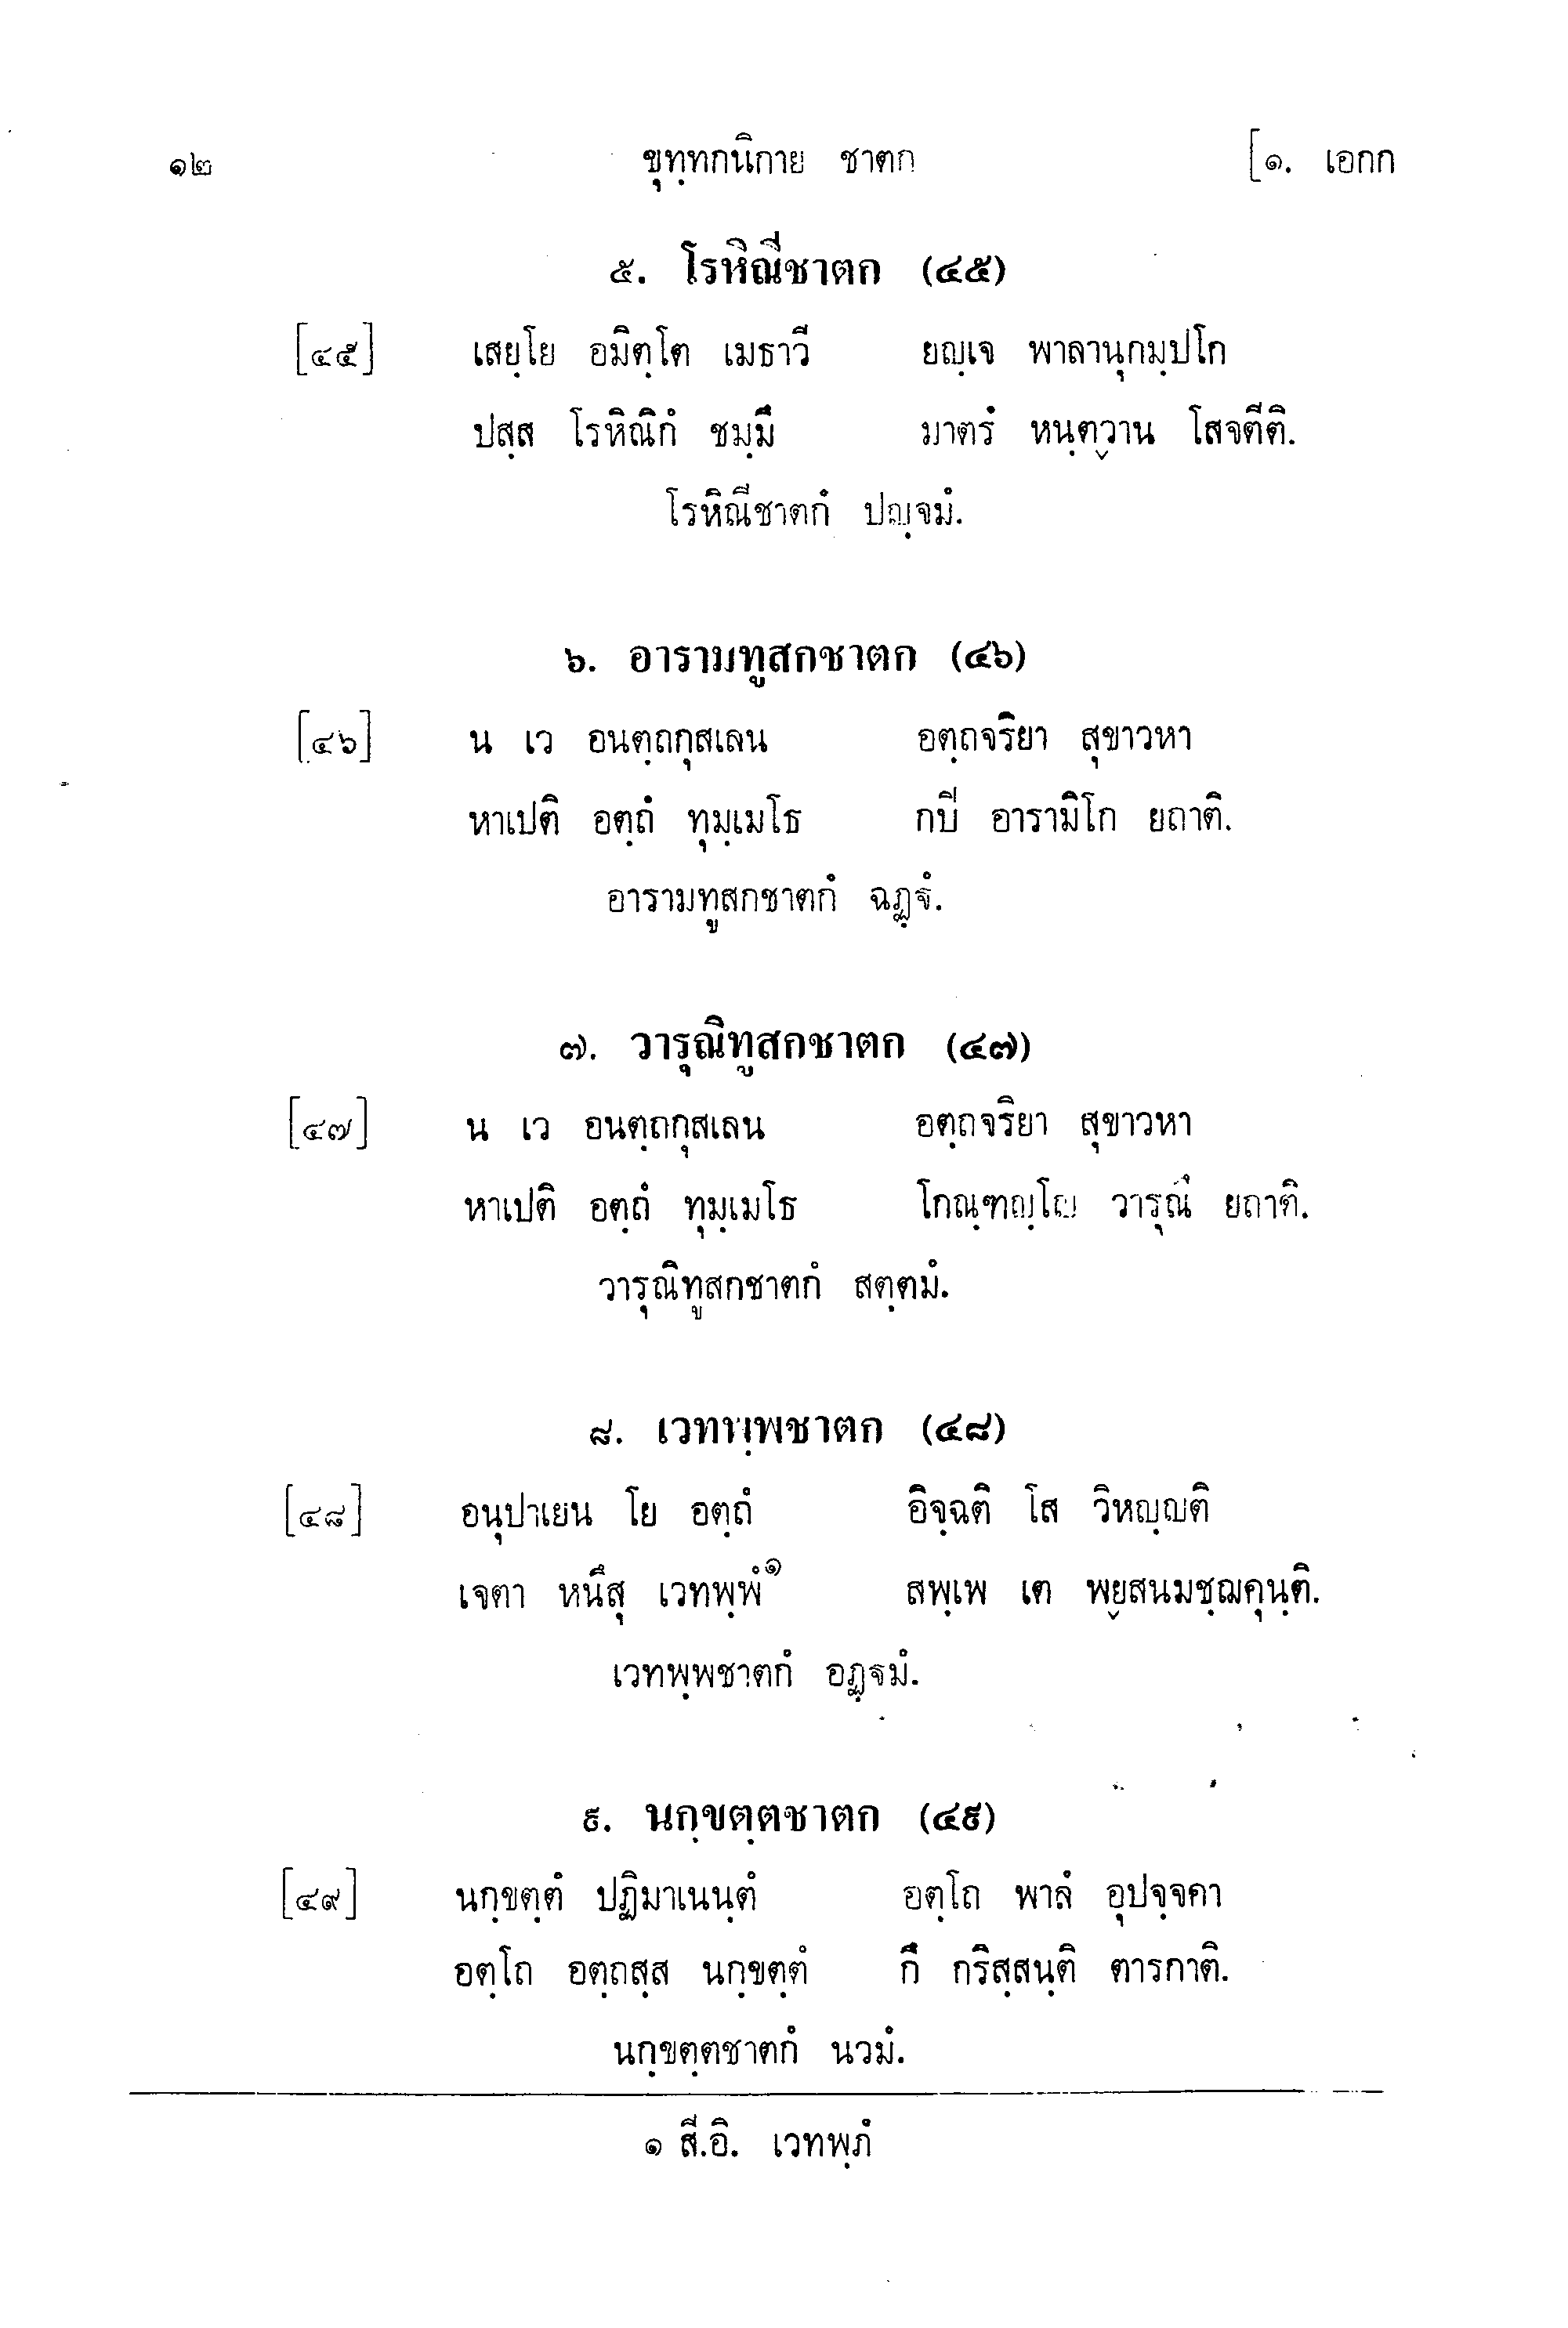 ๑๒ ขุทฺทกนิกาย ชาตก [๑. เอกก
๕. โรหิณีชาตก (๔๕)
[๔๕] เสยฺโย อมิตฺโต เมธาวี ยญฺเจ พาลานุกมฺปโก
ปสฺส โรหิณิกํ ชมฺมึ มาตรํ หนฺตฺวาน โสจตีติ.
โรหิณีชาตกํ ปญฺจมํ.
๖. อารามทูสกชาตก (๔๖)
[๔๖] น เว อนตฺถกุสเลน อตฺถจริยา สุขาวหา
หาเปติ อตฺถํ ทุมฺเมโธ กปิ อารามิโก ยถาติ.
อารามทูสกชาตกํ ฉฏฺฐํ.
๗. วารุณิทูสกชาตก (๔๗)
[๔๗] น เว อนตฺถกุสเลน อตฺถจริยา สุขาวหา
หาเปติ อตฺถํ ทุมฺเมโธ โกณฺฑญฺโญ วารุณึ ยถาติ.
วารุณิทูสกชาตกํ สตฺตมํ.
๘. เวทพฺพชาตก (๔๘)
[๔๘] อนุปาเยน โย อตฺถํ อิจฺฉติ โส วิหญฺญติ
เจตา หนึสุ เวทพฺพํ๑ สพฺเพ เต พฺยสนมชฺฌคุนฺติ.
เวทพฺพชาตกํ อฏฺฐมํ.
๙. นกฺขตฺตชาตก (๔๙)
[๔๙] นกฺขตฺตํ ปฏิมาเนนฺตํ อตฺโถ พาลํ อุปจฺจคา
อตฺโถ อตฺถสฺส นกฺขตฺตํ กึ กริสฺสนฺติ ตารกาติ.
นกฺขตฺตชาตกํ นวมํ.
๑ สี.อิ. เวทพฺภํ